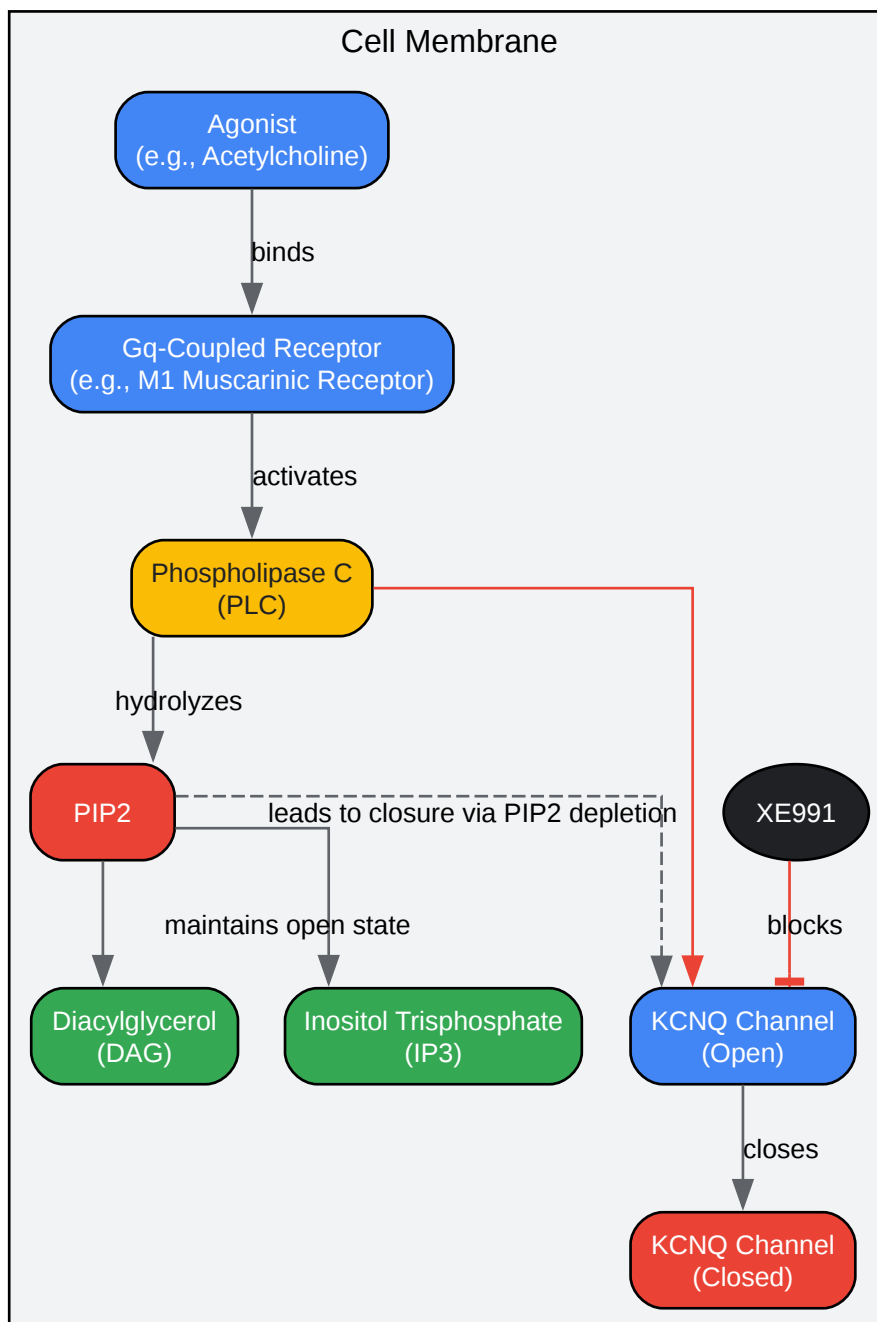 Cell Membrane
Agonist
(e.g., Acetylcholine)
binds
Gq-Coupled Receptor
(e.g., M1 Muscarinic Receptor)
activates
Phospholipase C
(PLC)
hydrolyzes
PIP2
leads to closure via PIP2 depletion
XE991
maintains open state
blocks
Diacylglycerol
(DAG)
Inositol Trisphosphate
(IP3)
KCNQ Channel
(Open)
closes
KCNQ Channel
(Closed)